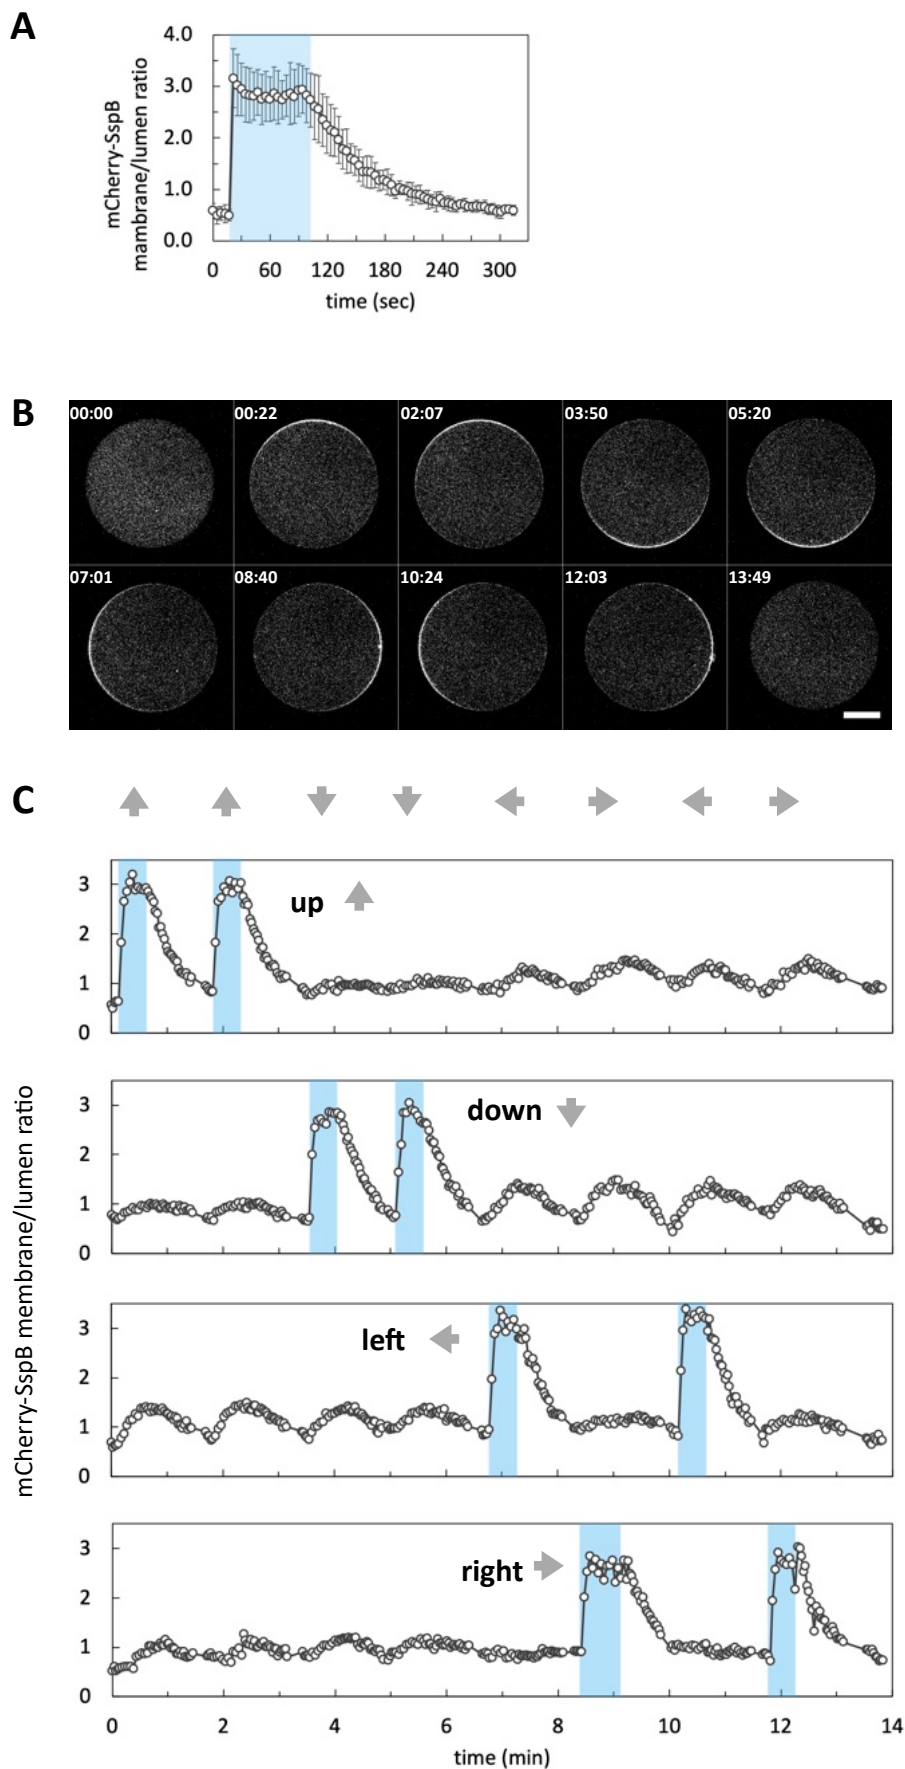 A
4.0
3.0
2.0
1.0
0.0
mCherry-SspB
mambrane/lumen ratio
0 60 120 180 240 300
time (sec)
B
00:00 00:22 02:07 03:50 05:20
07:01 08:40 10:24 12:03 13:49
C
mCherry-SspB membrane/lumen ratio
3
2
1
0
up
3
2
1
0
down
3
2
1
0
left
3
2
1
0
right
0 2 4 6 8 10 12 14
time (min)